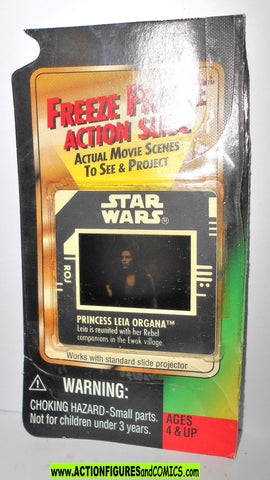 FREEZE FRAME™
ACTION SLIDE
ACTUAL MOVIE SCENES
TO SEE & PROJECT
STAR
WARS®
ROJ
PRINCESS LEIA ORGANA™
Leia is reunited with her Rebel
companions in the Ewok village.
Works with standard slide projector
WARNING:
CHOKING HAZARD-Small parts.
Not for children under 3 years.
AGES
4 & UP
www.ACTIONFIGURESandCOMICS.com